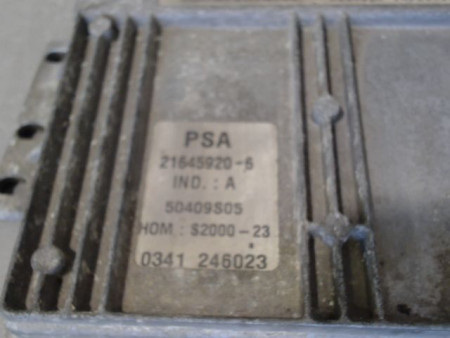 PSA
21645920-6
IND. : A
50409S05
HOM : S2000-23
0341 246023